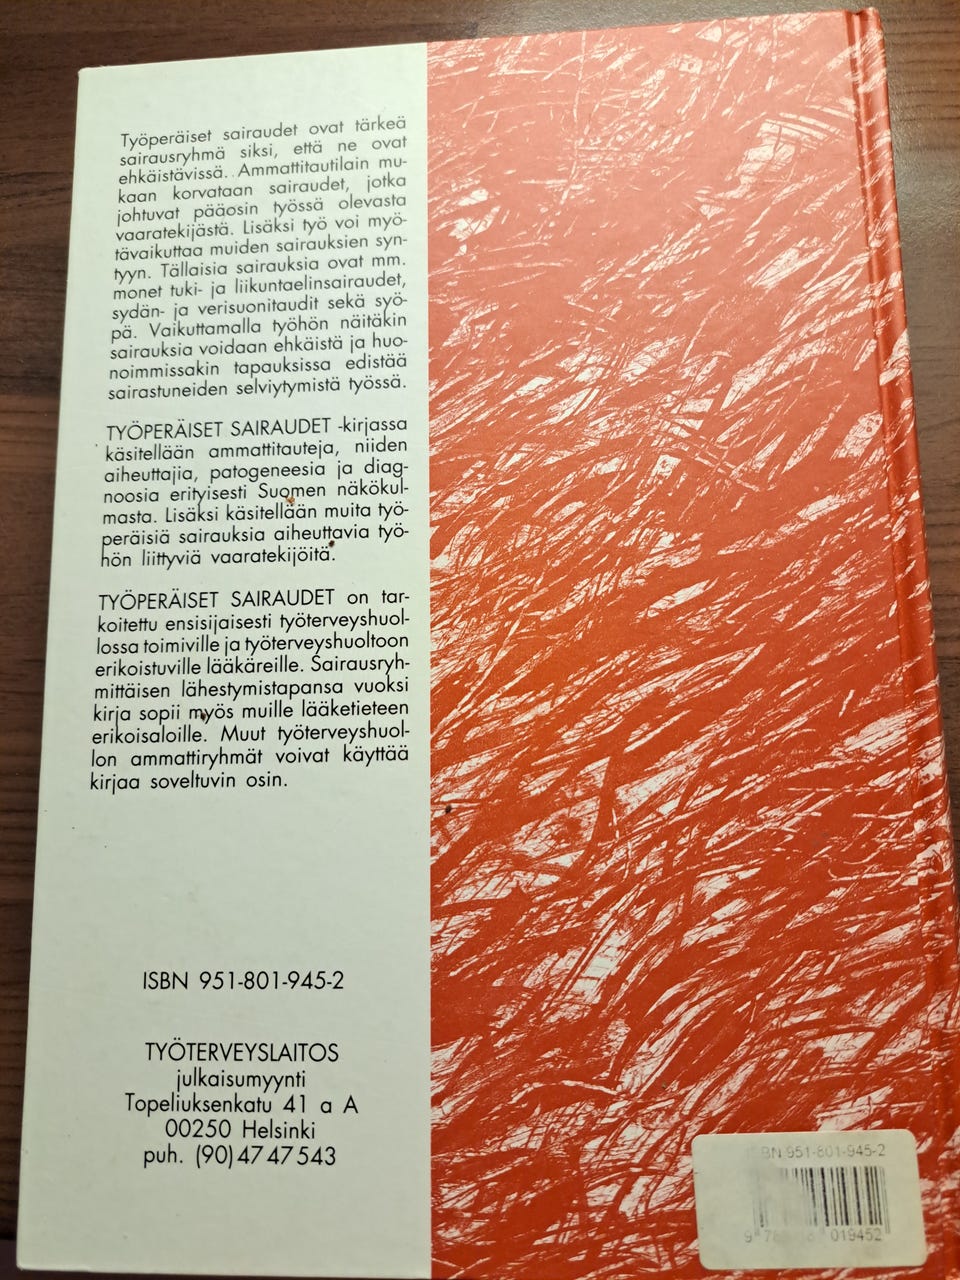 Työperäiset sairaudet ovat tärkeä
sairausryhmä siksi, että ne ovat
ehkäistävissä. Ammattitautilain mu-
kaan korvataan sairaudet, jotka
johtuvat pääosin työssä olevasta
vaaratekijästä. Lisäksi työ voi myö-
tävaikuttaa muiden sairauksien syn-
tyyn. Tällaisia sairauksia ovat mm.
monet tuki- ja liikuntaelinsairaudet,
sydän- ja verisuonitaudit sekä syö-
pä. Vaikuttamalla työhön näitäkin
sairauksia voidaan ehkäistä ja huo-
noimmissakin tapauksissa edistää
sairastuneiden selviytymistä työssä.
TYÖPERÄISET SAIRAUDET -kirjassa
käsitellään ammattitauteja, niiden
aiheuttajia, patogeneesia ja diag-
noosia erityisesti Suomen näkökul-
masta. Lisäksi käsitellään muita työ-
peräisiä sairauksia aiheuttavia työ-
hön liittyviä vaaratekijöitä.
TYÖPERÄISET SAIRAUDET on tar-
koitettu ensisijaisesti työterveyshuol-
lossa toimiville ja työterveyshuoltoon
erikoistuville lääkäreille. Sairausryh-
mittäisen lähestymistapansa vuoksi
kirja sopii myös muille lääketieteen
erikoisaloille. Muut työterveyshuol-
lon ammattiryhmät voivat käyttää
kirjaa soveltuvin osin.
ISBN 951-801-945-2
TYÖTERVEYSLAITOS
julkaisumyynti
Topeliuksenkatu 41 a A
00250 Helsinki
puh. (90)4747543
ISBN 951-801-945-2
019452